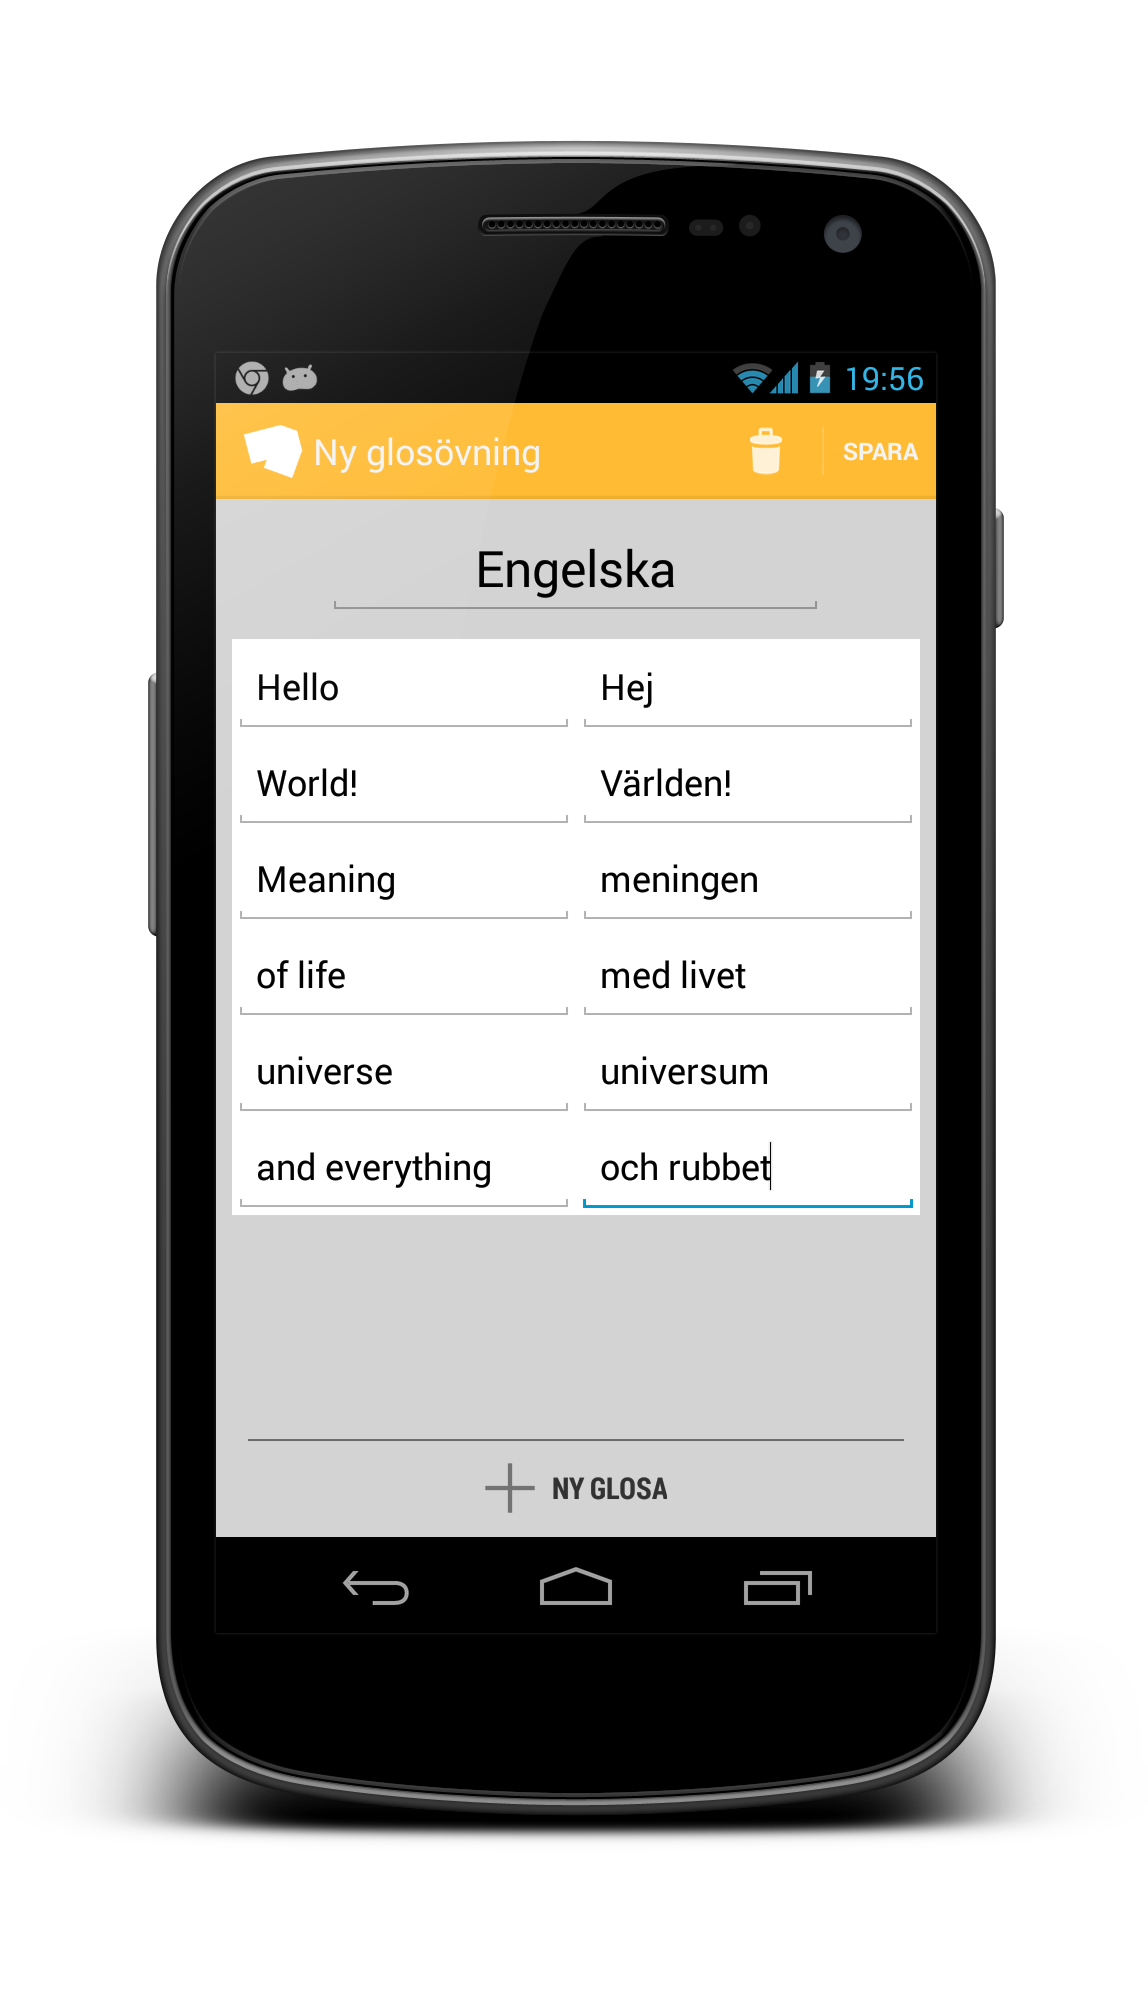 19:56
Ny glosövning SPARA
Engelska
Hello Hej
World! Världen!
Meaning meningen
of life med livet
universe universum
and everything och rubbet
NY GLOSA